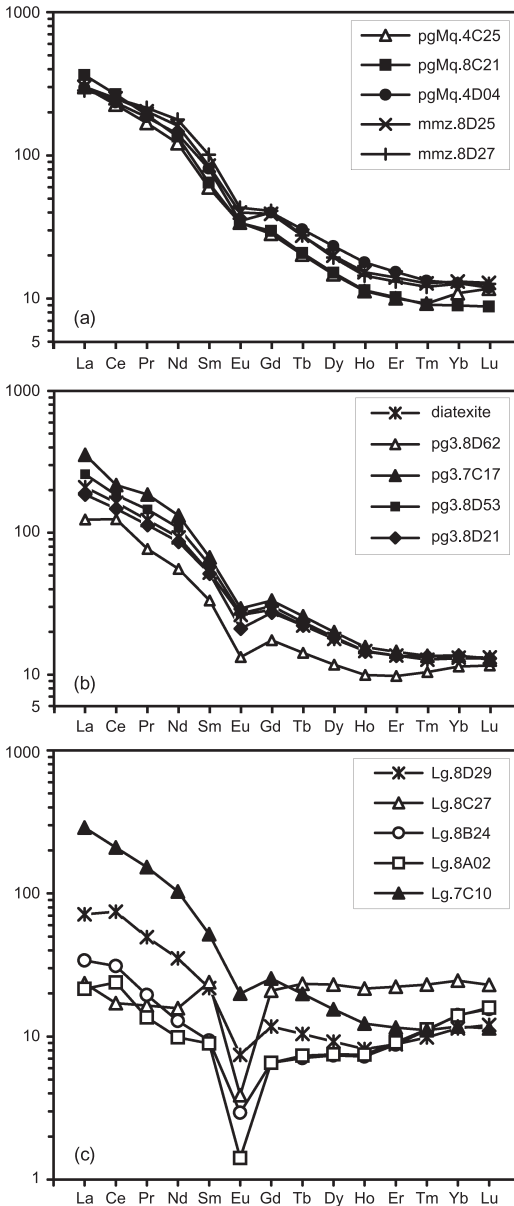 1000
pgMq.4C25
pgMq.8C21
pgMq.4D04
mmz.8D25
mmz.8D27
100
10
5
(a)
La Ce Pr Nd Sm Eu Gd Tb Dy Ho Er Tm Yb Lu
1000
diatexite
pg3.8D62
pg3.7C17
pg3.8D53
pg3.8D21
100
10
5
(b)
La Ce Pr Nd Sm Eu Gd Tb Dy Ho Er Tm Yb Lu
1000
Lg.8D29
Lg.8C27
Lg.8B24
Lg.8A02
Lg.7C10
100
10
1
(c)
La Ce Pr Nd Sm Eu Gd Tb Dy Ho Er Tm Yb Lu